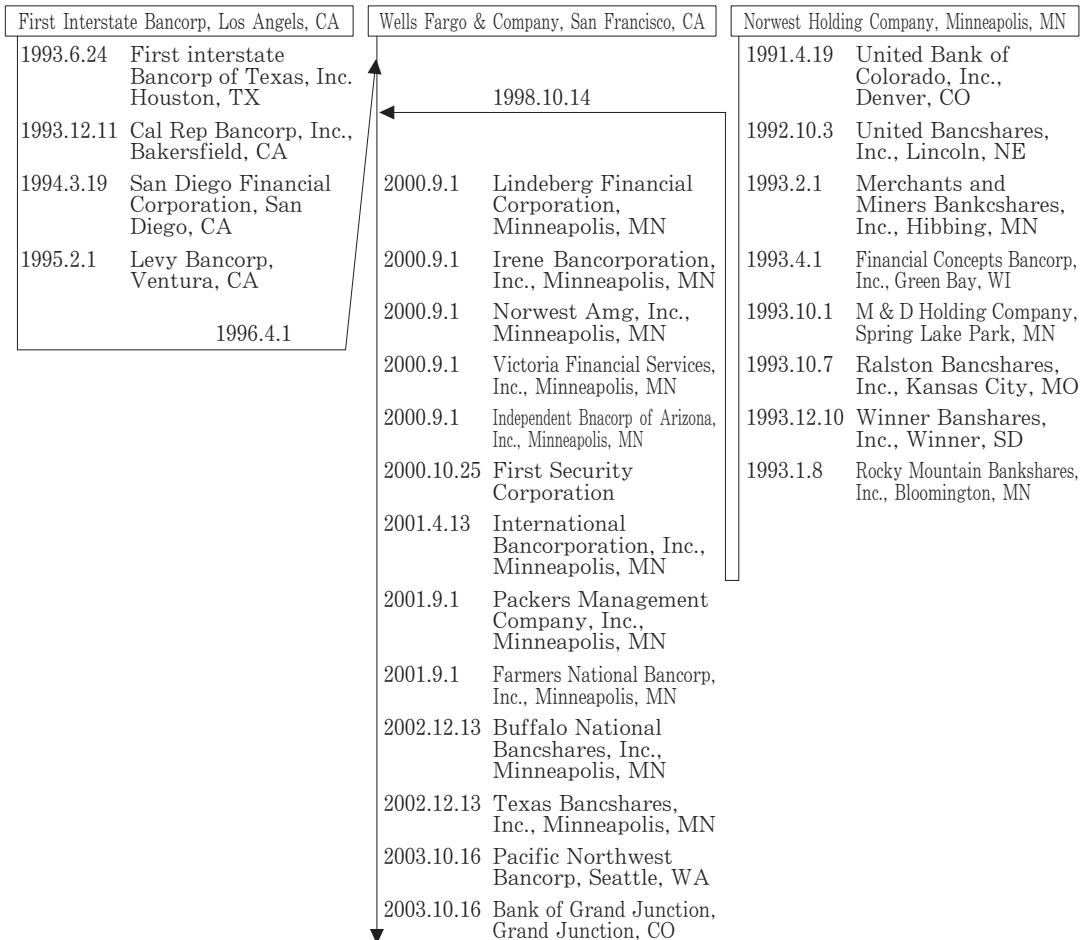 First Interstate Bancorp, Los Angels, CA
1993.6.24 First interstate
Bancorp of Texas, Inc.
Houston, TX
1993.12.11 Cal Rep Bancorp, Inc.,
Bakersfield, CA
1994.3.19 San Diego Financial
Corporation, San
Diego, CA
1995.2.1 Levy Bancorp,
Ventura, CA
1996.4.1
Wells Fargo & Company, San Francisco, CA
1998.10.14
2000.9.1 Lindeberg Financial
Corporation,
Minneapolis, MN
2000.9.1 Irene Bancorporation,
Inc., Minneapolis, MN
2000.9.1 Norwest Amg, Inc.,
Minneapolis, MN
2000.9.1 Victoria Financial Services,
Inc., Minneapolis, MN
2000.9.1 Independent Bnacorp of Arizona,
Inc., Minneapolis, MN
2000.10.25 First Security
Corporation
2001.4.13 International
Bancorporation, Inc.,
Minneapolis, MN
2001.9.1 Packers Management
Company, Inc.,
Minneapolis, MN
2001.9.1 Farmers National Bancorp,
Inc., Minneapolis, MN
2002.12.13 Buffalo National
Bancshares, Inc.,
Minneapolis, MN
2002.12.13 Texas Bancshares,
Inc., Minneapolis, MN
2003.10.16 Pacific Northwest
Bancorp, Seattle, WA
2003.10.16 Bank of Grand Junction,
Grand Junction, CO
Norwest Holding Company, Minneapolis, MN
1991.4.19 United Bank of
Colorado, Inc.,
Denver, CO
1992.10.3 United Bancshares,
Inc., Lincoln, NE
1993.2.1 Merchants and
Miners Bankcshares,
Inc., Hibbing, MN
1993.4.1 Financial Concepts Bancorp,
Inc., Green Bay, WI
1993.10.1 M & D Holding Company,
Spring Lake Park, MN
1993.10.7 Ralston Bancshares,
Inc., Kansas City, MO
1993.12.10 Winner Banshares,
Inc., Winner, SD
1993.1.8 Rocky Mountain Bankshares,
Inc., Bloomington, MN